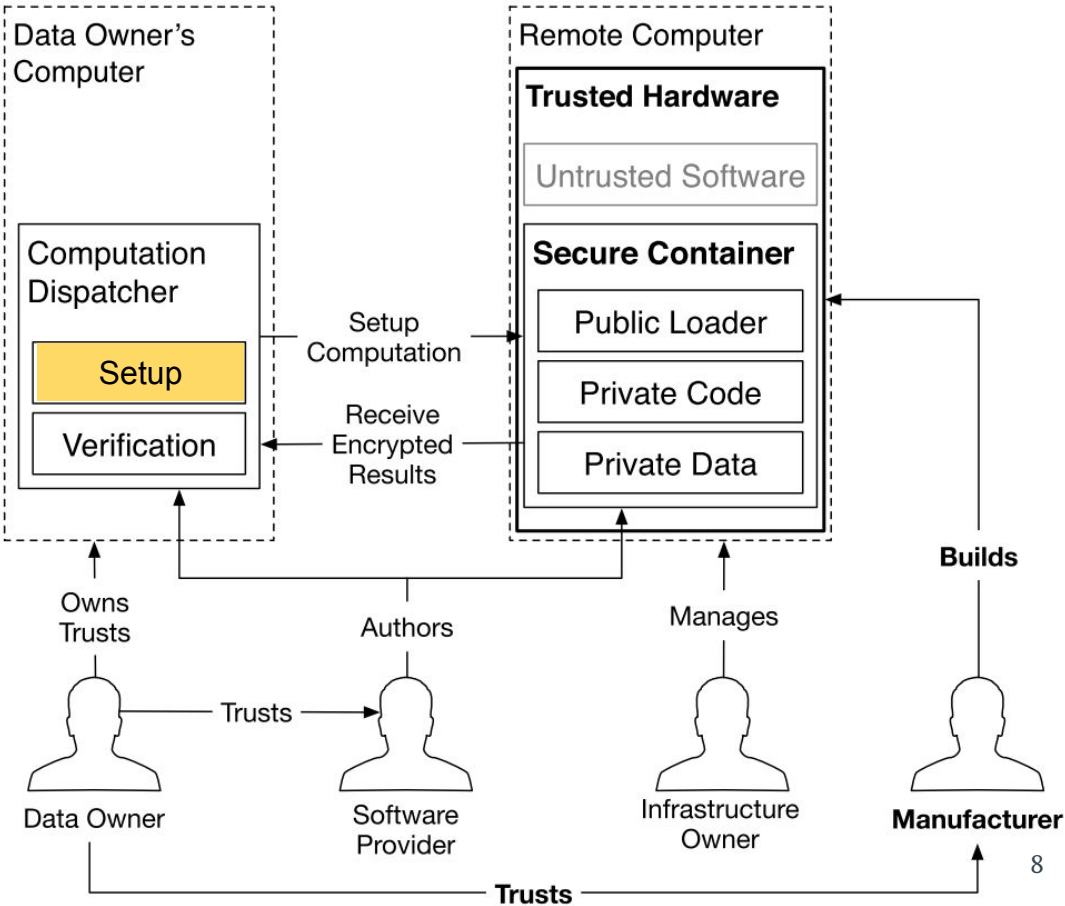 Data Owner's
Computer
Remote Computer
Trusted Hardware
Untrusted Software
Computation
Dispatcher
Setup
Verification
Setup
Computation
Receive
Encrypted
Results
Secure Container
Public Loader
Private Code
Private Data
Builds
Owns
Trusts
Authors
Manages
Trusts
Data Owner
Software
Provider
Infrastructure
Owner
Manufacturer
8
Trusts